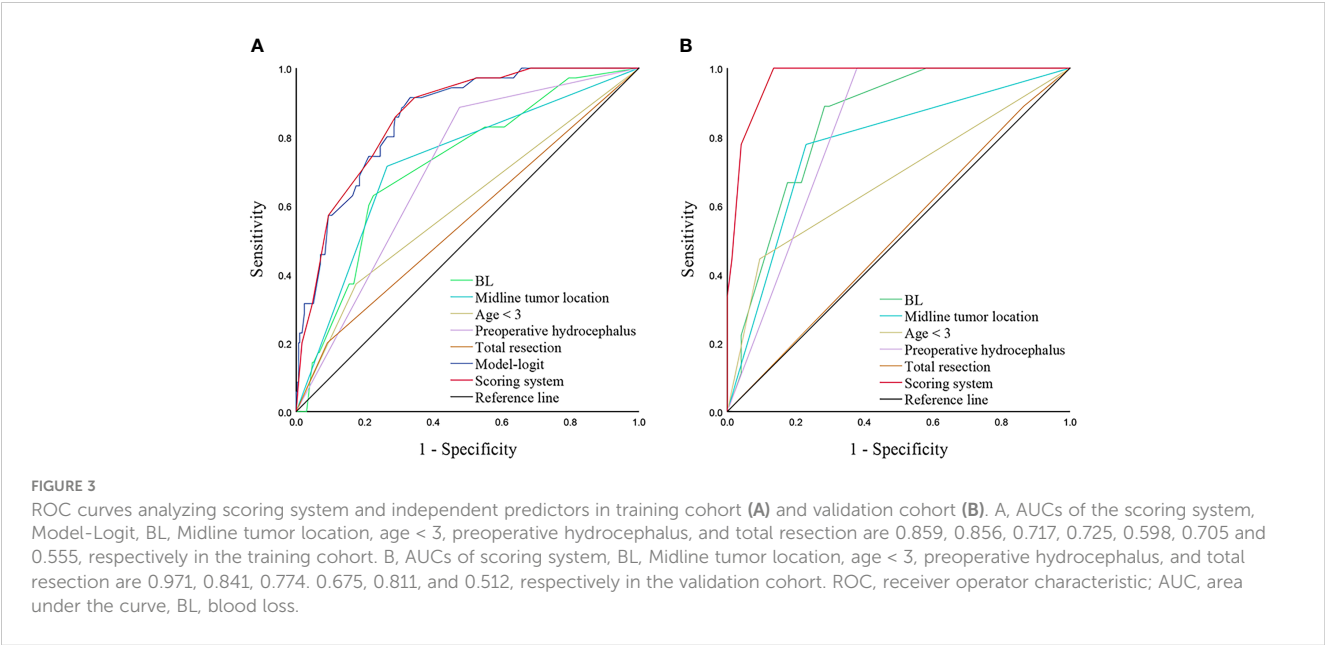 A
B
1.0
0.8
0.6
0.4
0.2
0.0
Sensitivity
0.0
0.2
0.4
0.6
0.8
1.0
1 - Specificity
BL
Midline tumor location
Age < 3
Preoperative hydrocephalus
Total resection
Model-logit
Scoring system
Reference line
1.0
0.8
0.6
0.4
0.2
0.0
Sensitivity
0.0
0.2
0.4
0.6
0.8
1.0
1 - Specificity
BL
Midline tumor location
Age < 3
Preoperative hydrocephalus
Total resection
Scoring system
Reference line
FIGURE 3
ROC curves analyzing scoring system and independent predictors in training cohort (A) and validation cohort (B). A, AUCs of the scoring system,
Model-Logit, BL, Midline tumor location, age < 3, preoperative hydrocephalus, and total resection are 0.859, 0.856, 0.717, 0.725, 0.598, 0.705 and
0.555, respectively in the training cohort. B, AUCs of scoring system, BL, Midline tumor location, age < 3, preoperative hydrocephalus, and total
resection are 0.971, 0.841, 0.774. 0.675, 0.811, and 0.512, respectively in the validation cohort. ROC, receiver operator characteristic; AUC, area
under the curve, BL, blood loss.